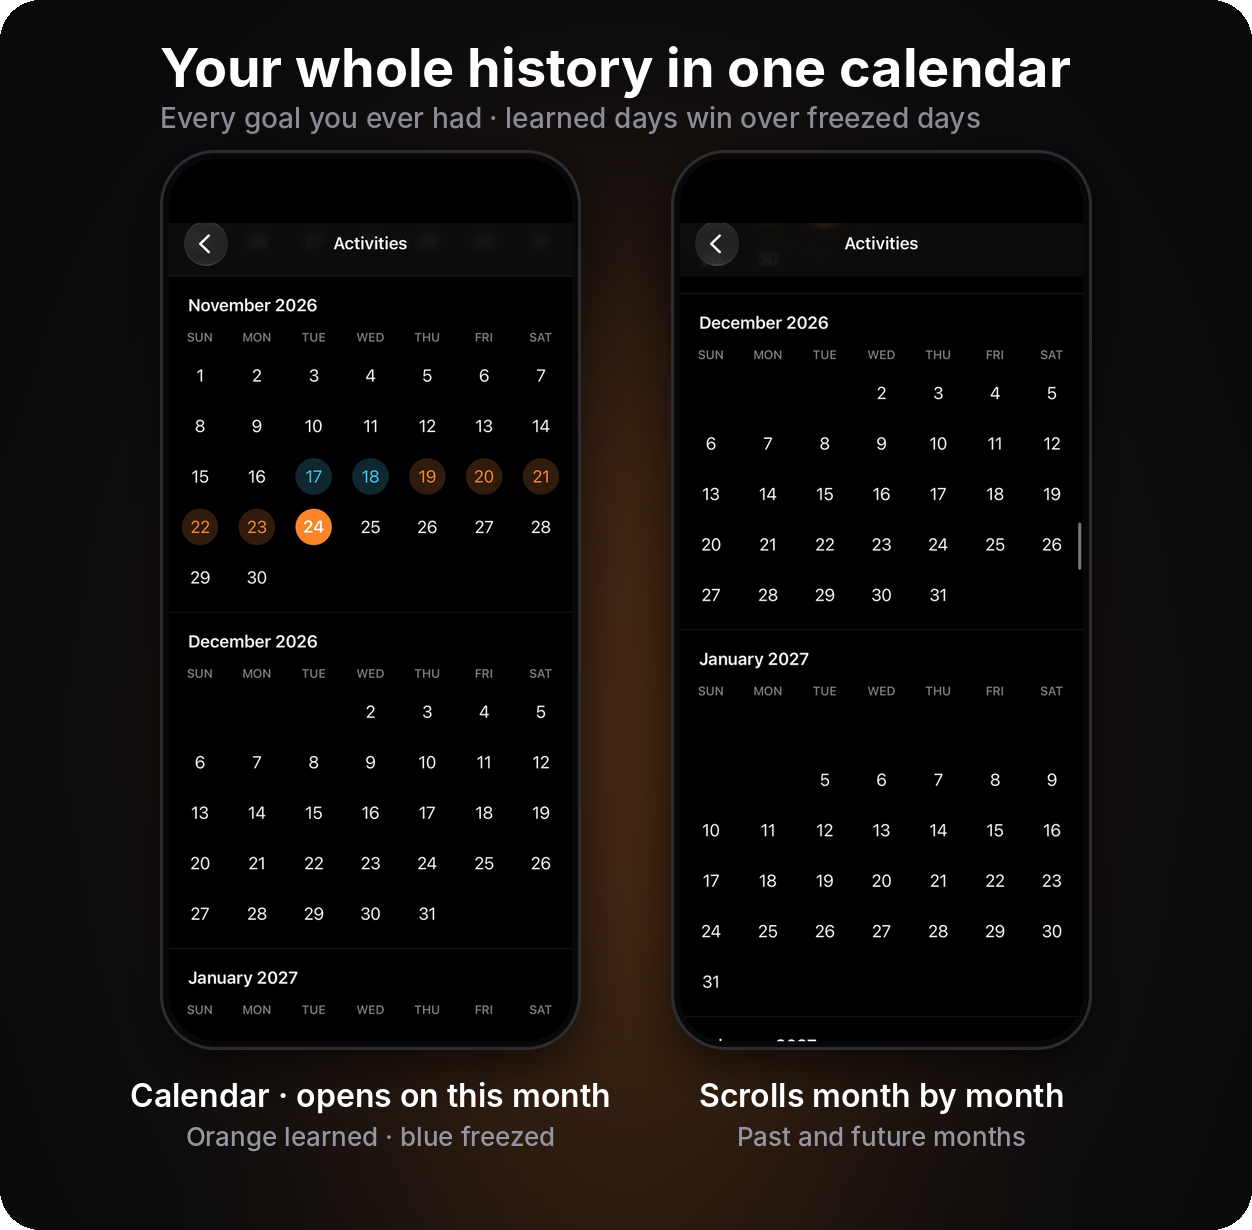 Your whole history in one calendar
Every goal you ever had · learned days win over freezed days
Activities
November 2026
SUN MON TUE WED THU FRI SAT
1 2 3 4 5 6 7
8 9 10 11 12 13 14
15 16 17 18 19 20 21
22 23 24 25 26 27 28
29 30
December 2026
SUN MON TUE WED THU FRI SAT
2 3 4 5
6 7 8 9 10 11 12
13 14 15 16 17 18 19
20 21 22 23 24 25 26
27 28 29 30 31
January 2027
SUN MON TUE WED THU FRI SAT
Calendar · opens on this month
Orange learned · blue freezed
Activities
30
December 2026
SUN MON TUE WED THU FRI SAT
2 3 4 5
6 7 8 9 10 11 12
13 14 15 16 17 18 19
20 21 22 23 24 25 26
27 28 29 30 31
January 2027
SUN MON TUE WED THU FRI SAT
5 6 7 8 9
10 11 12 13 14 15 16
17 18 19 20 21 22 23
24 25 26 27 28 29 30
31
Scrolls month by month
Past and future months